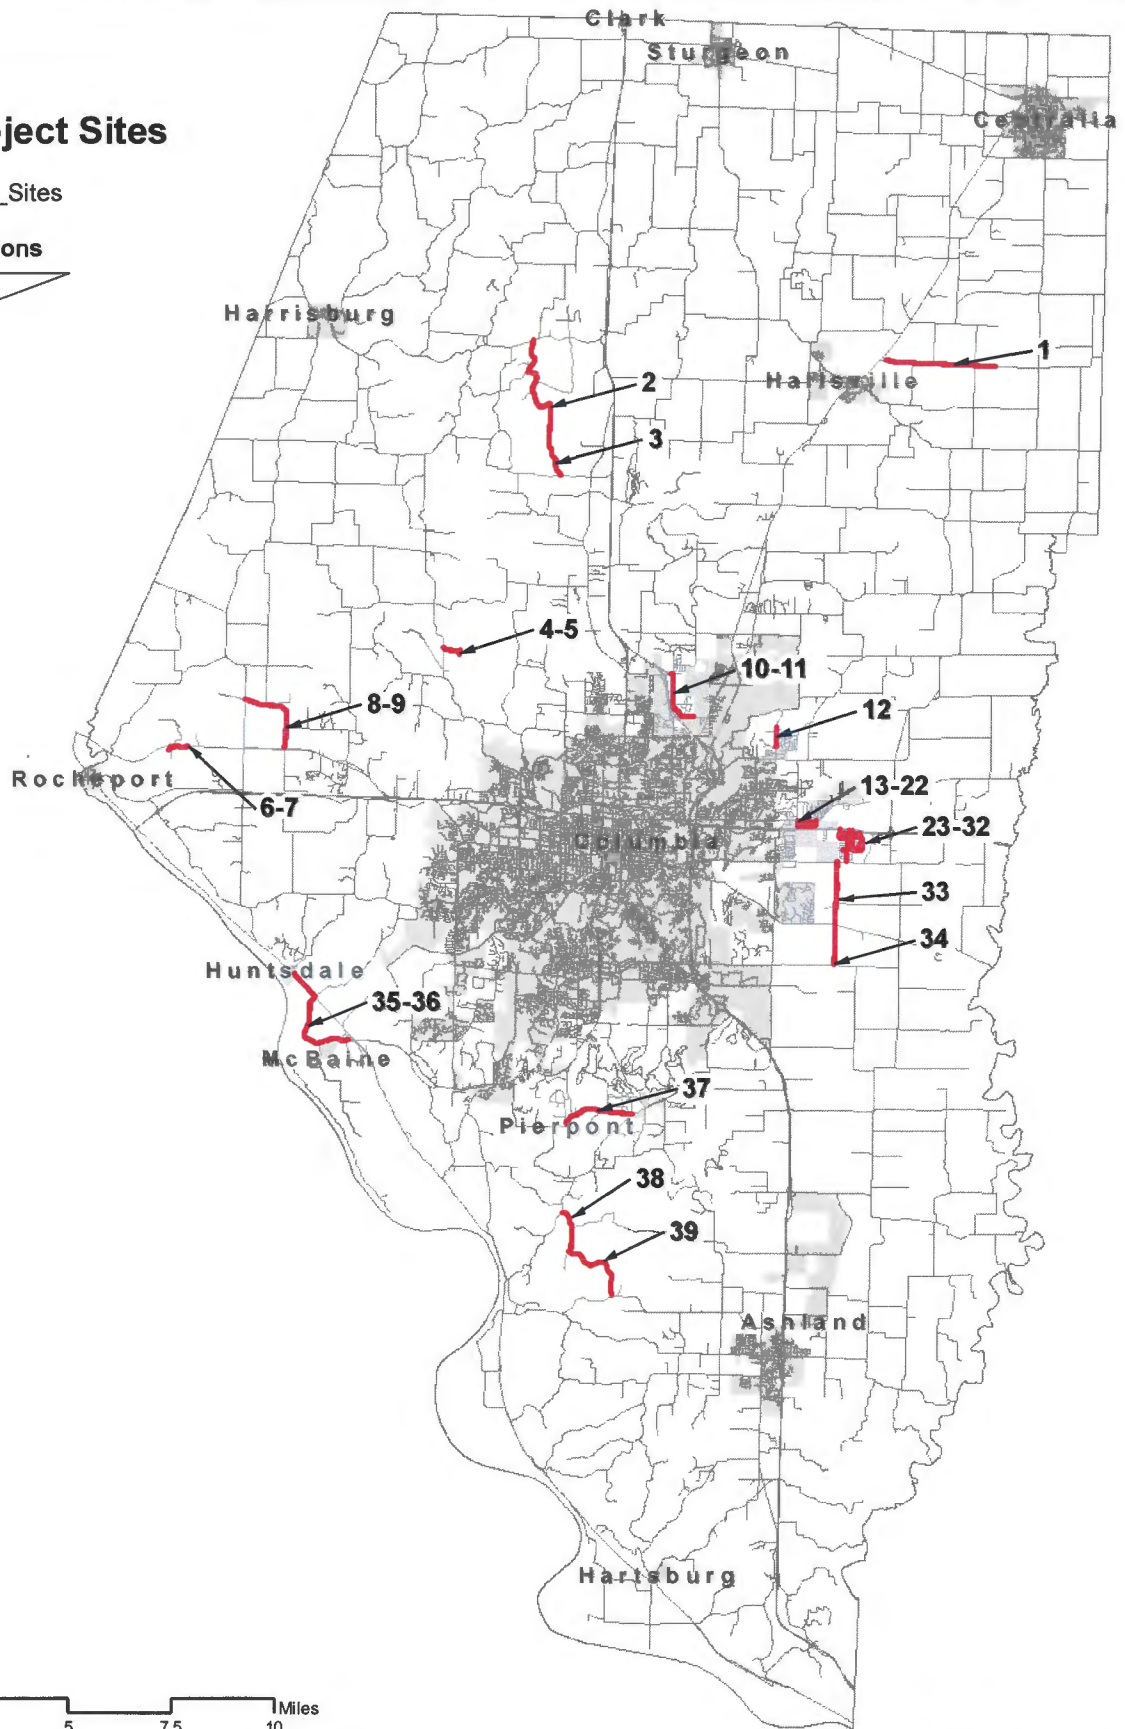 Clark
Sturgeon
Centralia
ject Sites
_Sites
ons
Harrisburg
1
Hallsville
2
3
4-5
10-11
8-9
12
Rocheport
6-7
13-22
Columbia
23-32
33
34
Huntsdale
35-36
McBaine
37
Pierpont
38
39
Ashland
Hartsburg
Miles
5 7.5 10